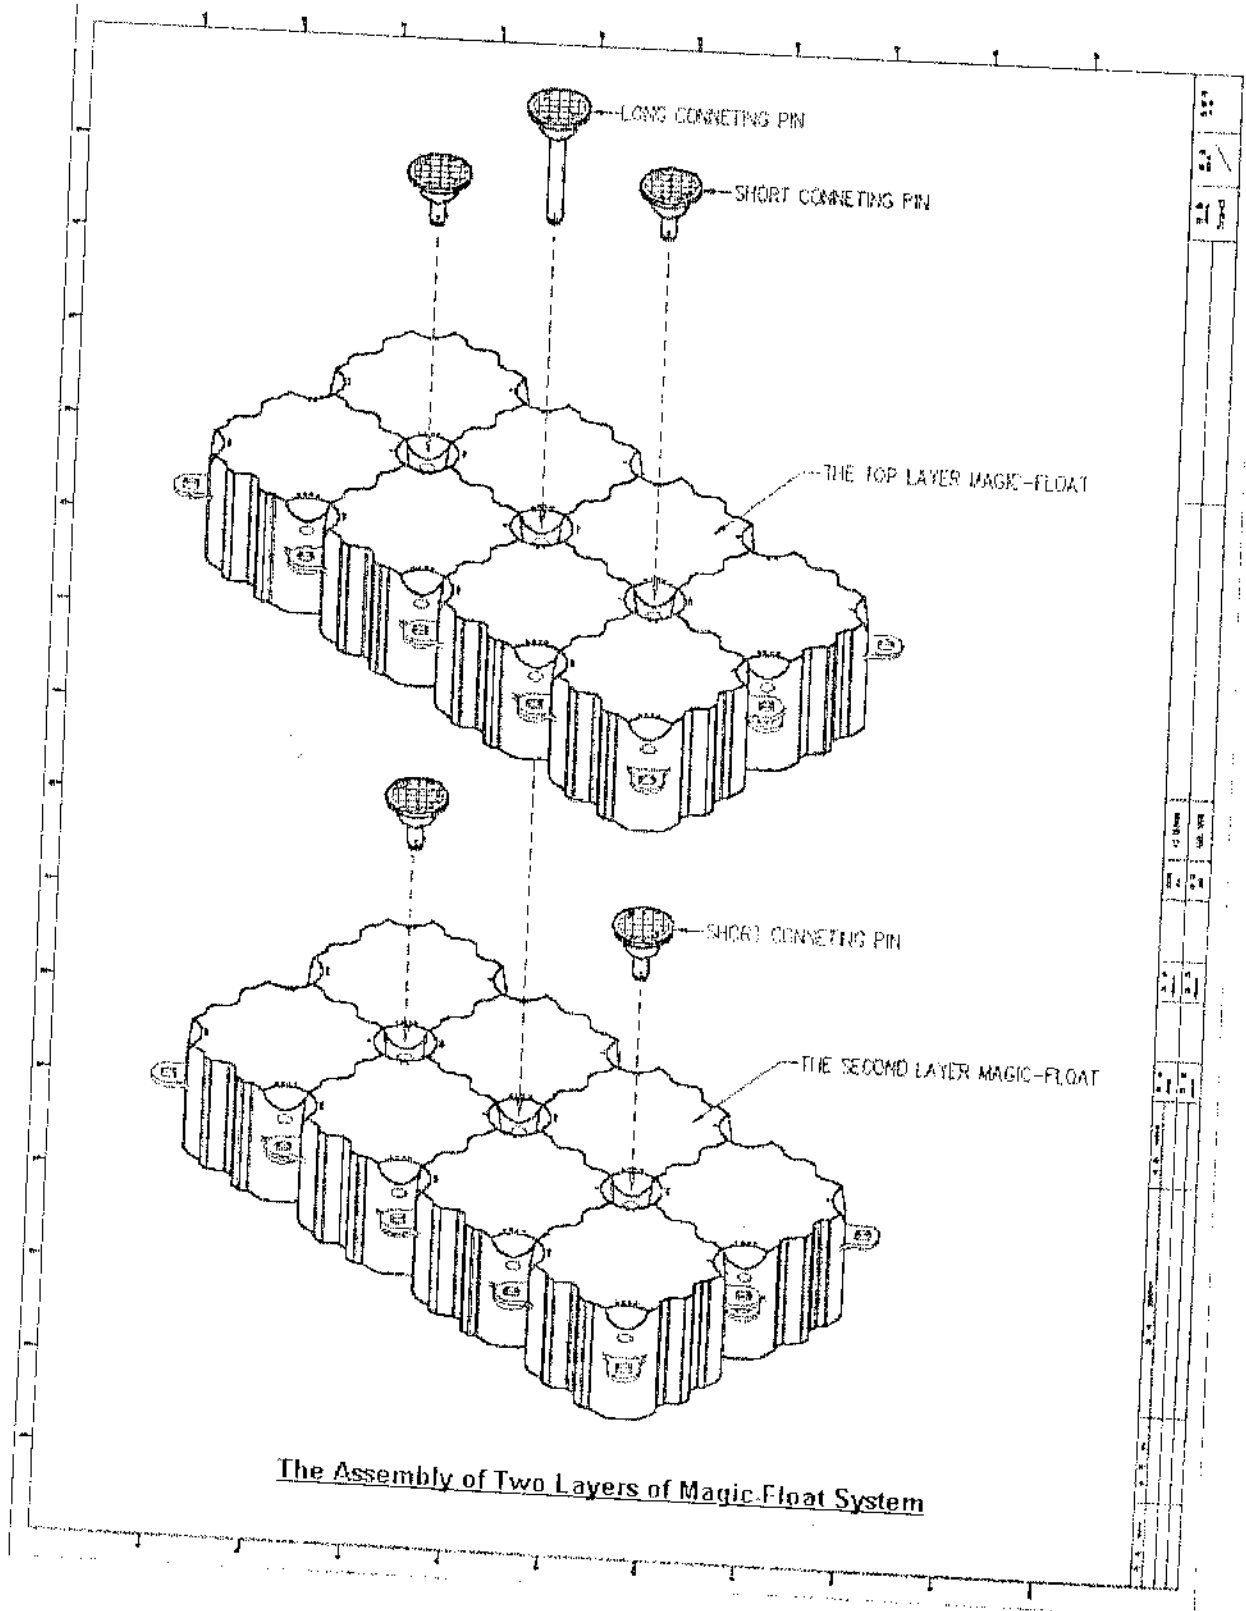 LONG CONNETING PIN
SHORT CONNETING PIN
THE TOP LAYER MAGIC-FLOAT
SHORT CONNETING PIN
THE SECOND LAYER MAGIC-FLOAT
The Assembly of Two Layers of Magic-Float System